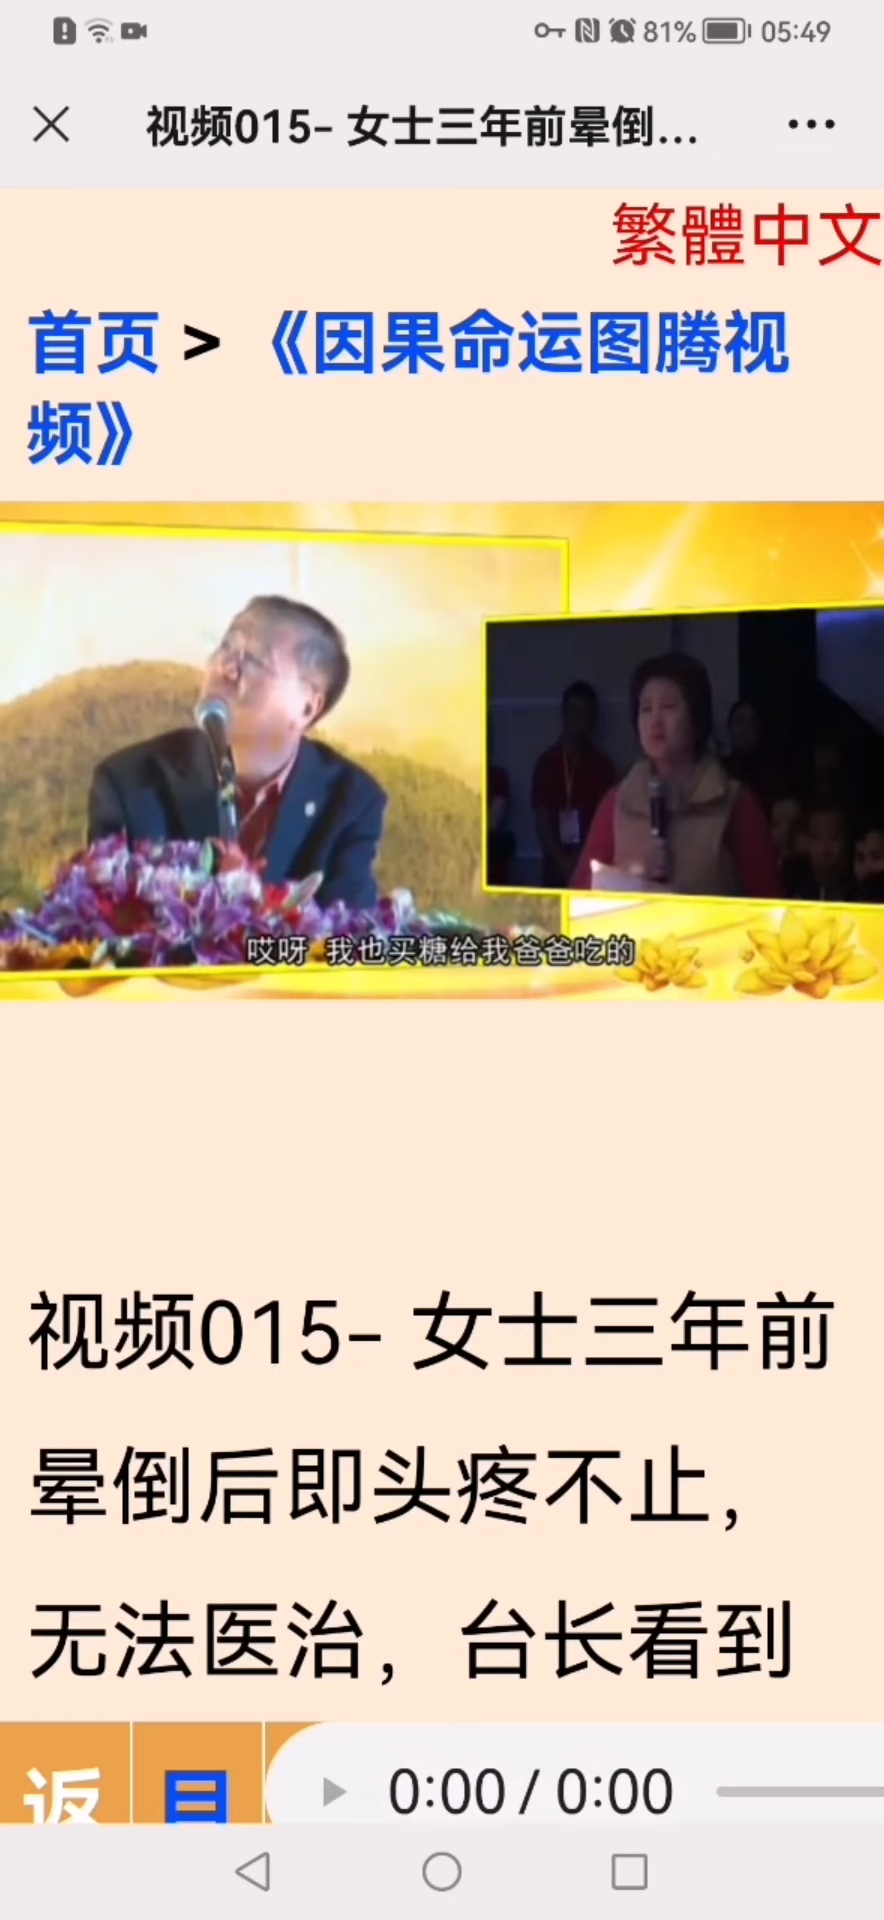 81% 05:49
视频015- 女士三年前晕倒...
繁體中文
首页 > 《因果命运图腾视
频》
哎呀 我也买糖给我爸爸吃的
视频015- 女士三年前
晕倒后即头疼不止，
无法医治，台长看到
返 目 0:00 / 0:00